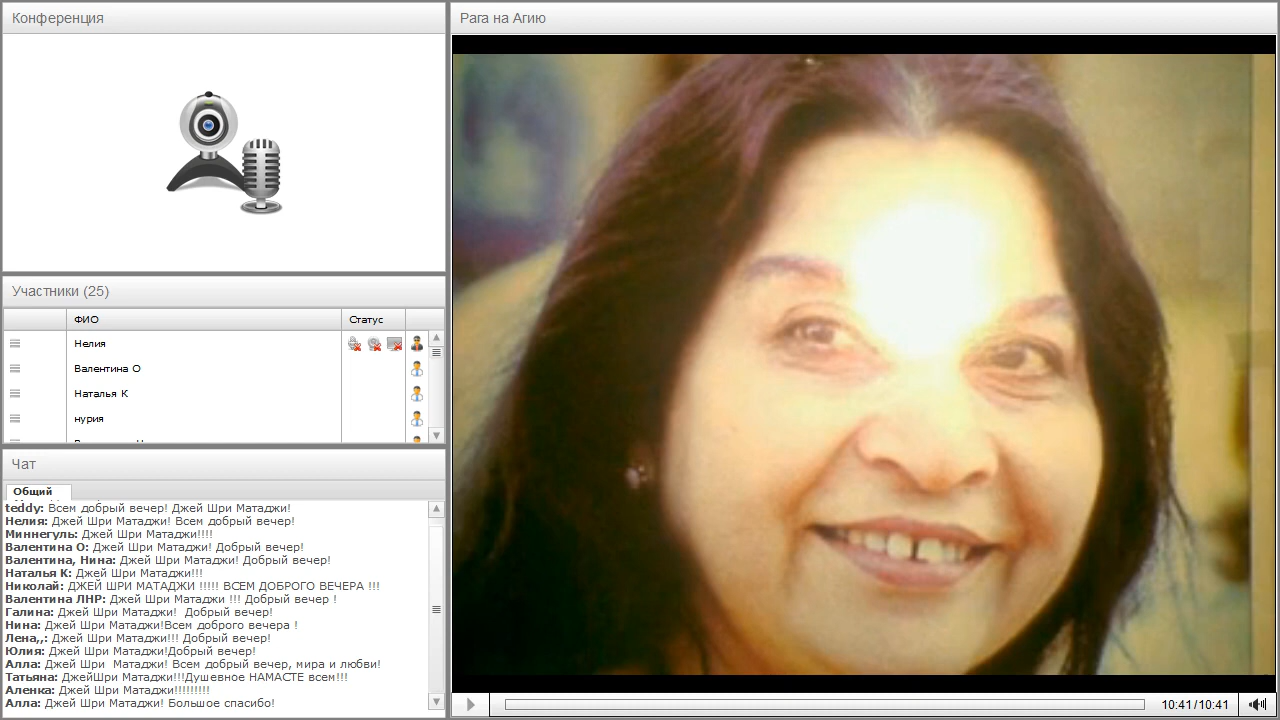 Конференция
Рага на Агию
Участники (25)
ФИО Статус
Нелия
Валентина О
Наталья К
нурия
Чат
Общий
teddy: Всем добрый вечер! Джей Шри Матаджи!
Нелия: Джей Шри Матаджи! Всем добрый вечер!
Миннегуль: Джей Шри Матаджи!!!!
Валентина О: Джей Шри Матаджи! Добрый вечер!
Валентина, Нина: Джей Шри Матаджи! Добрый вечер!
Наталья К: Джей Шри Матаджи!!!
Николай: ДЖЕЙ ШРИ МАТАДЖИ !!!!! ВСЕМ ДОБРОГО ВЕЧЕРА !!!
Валентина ЛНР: Джей Шри Матаджи !!! Добрый вечер !
Галина: Джей Шри Матаджи!  Добрый вечер!
Нина: Джей Шри Матаджи!Всем доброго вечера !
Лена,,: Джей Шри Матаджи!!! Добрый вечер!
Юлия: Джей Шри Матаджи!Добрый вечер!
Алла: Джей Шри  Матаджи! Всем добрый вечер, мира и любви!
Татьяна: ДжейШри Матаджи!!!Душевное НАМАСТЕ всем!!!
Аленка: Джей Шри Матаджи!!!!!!!!!
Алла: Джей Шри Матаджи! Большое спасибо!
10:41/10:41